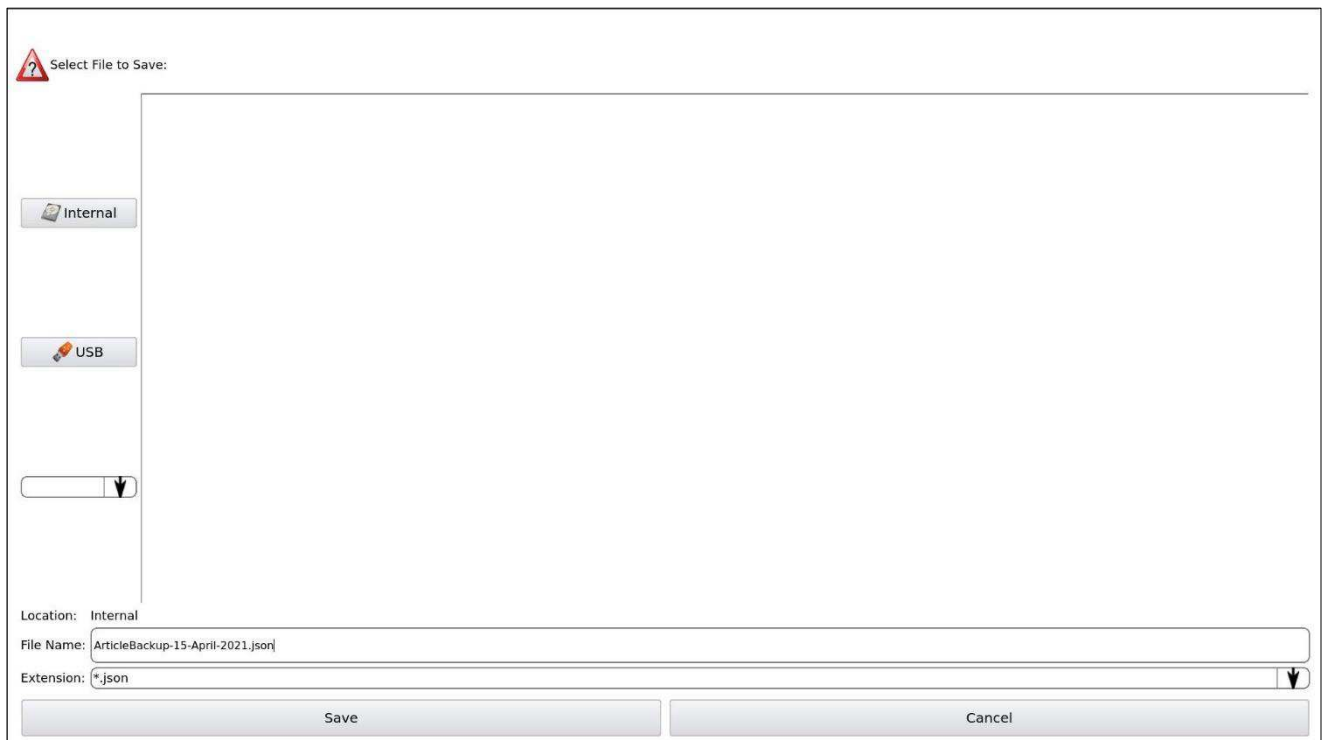 Select File to Save:
Internal
USB
Location: Internal
File Name: ArticleBackup-15-April-2021.json
Extension: *.json
Save Cancel